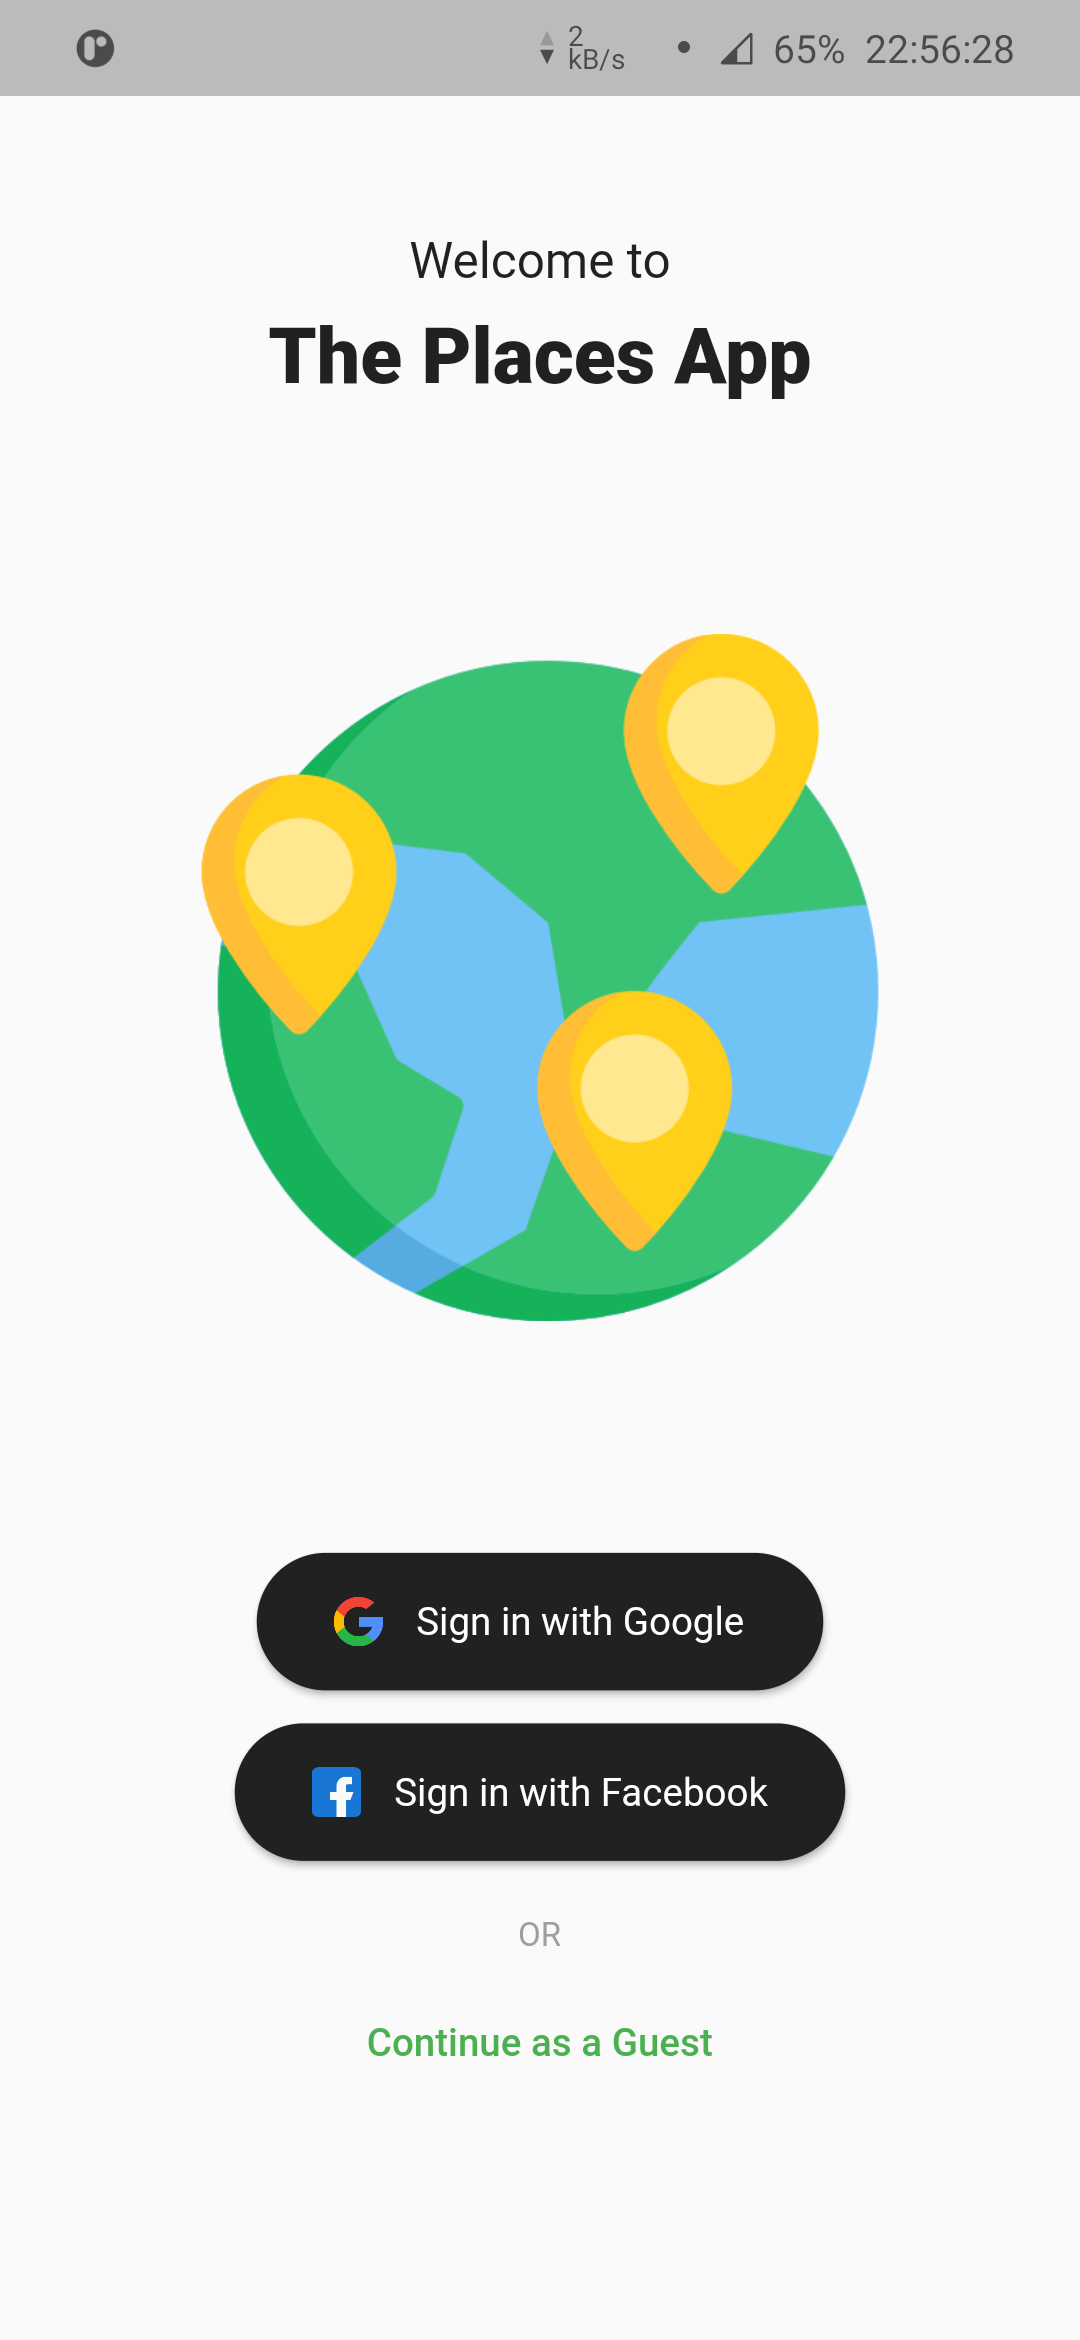 2
kB/s
65% 22:56:28
Welcome to
The Places App
Sign in with Google
Sign in with Facebook
OR
Continue as a Guest